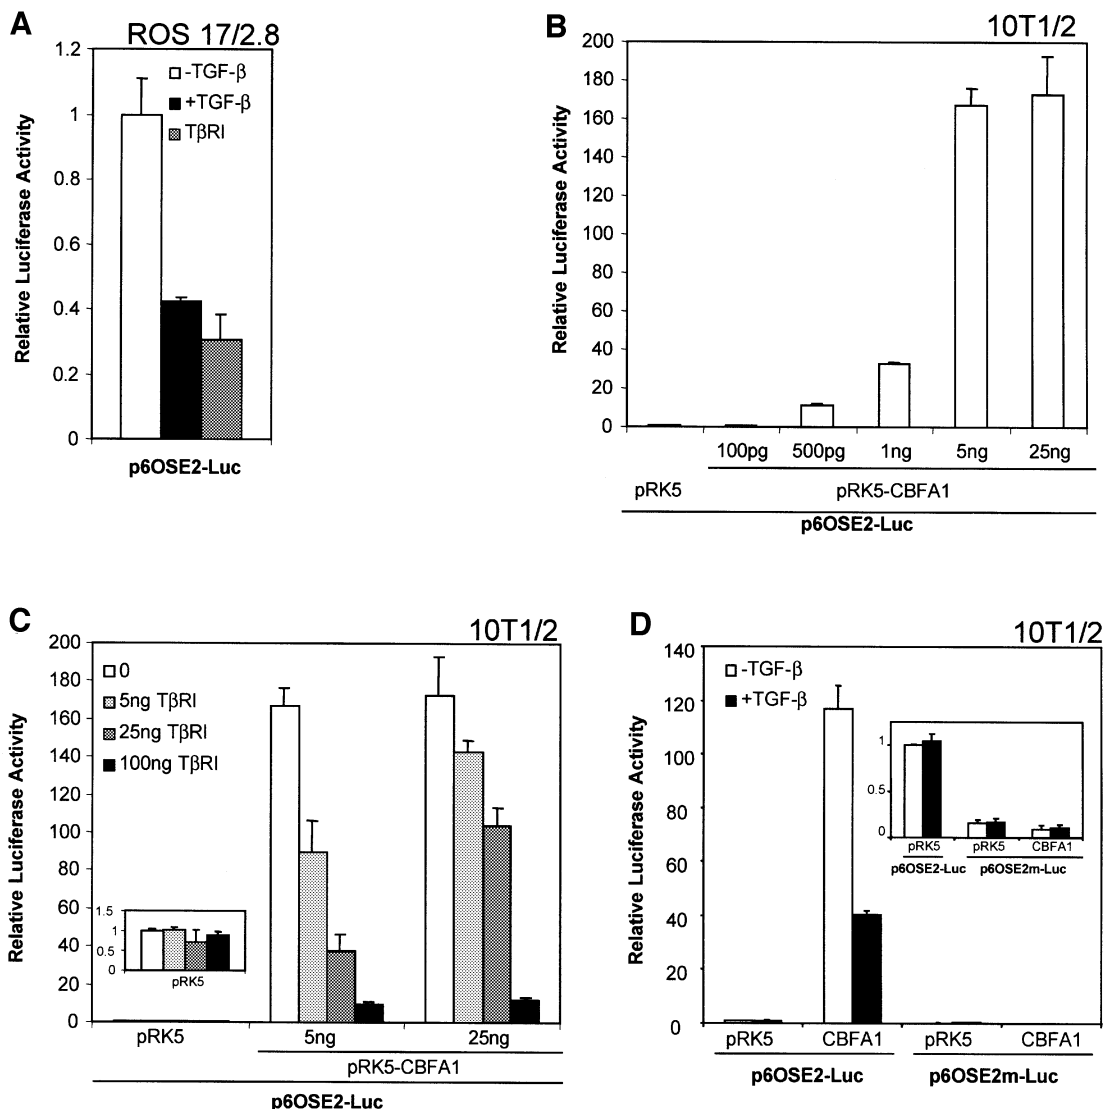 A
ROS 17/2.8
1.2
1
0.8
0.6
0.4
0.2
0
Relative Luciferase Activity
-TGF-β
+TGF-β
TβRI
p6OSE2-Luc
B
10T1/2
200
180
160
140
120
100
80
60
40
20
0
Relative Luciferase Activity
100pg 500pg 1ng 5ng 25ng
pRK5 pRK5-CBFA1
p6OSE2-Luc
C
10T1/2
200
180
160
140
120
100
80
60
40
20
0
Relative Luciferase Activity
0
5ng TβRI
25ng TβRI
100ng TβRI
1.5
1
0.5
0
pRK5
pRK5 5ng 25ng
pRK5-CBFA1
p6OSE2-Luc
D
10T1/2
140
120
100
80
60
40
20
0
Relative Luciferase Activity
-TGF-β
+TGF-β
1
0.5
0
pRK5 pRK5 CBFA1
p6OSE2-Luc p6OSE2m-Luc
pRK5 CBFA1 pRK5 CBFA1
p6OSE2-Luc p6OSE2m-Luc